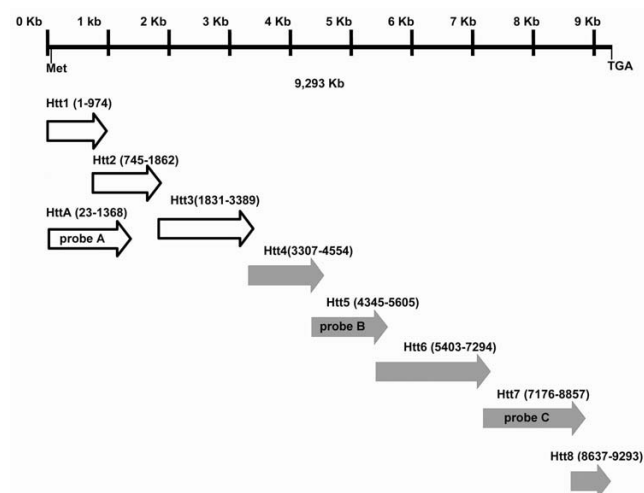 0 Kb 1 kb 2 Kb 3 Kb 4 Kb 5 Kb 6 Kb 7 Kb 8 Kb 9 Kb
Met TGA
9,293 Kb
Htt1 (1-974)
Htt2 (745-1862)
Htt3(1831-3389)
HttA (23-1368)
probe A
Htt4(3307-4554)
Htt5 (4345-5605)
probe B
Htt6 (5403-7294)
Htt7 (7176-8857)
probe C
Htt8 (8637-9293)